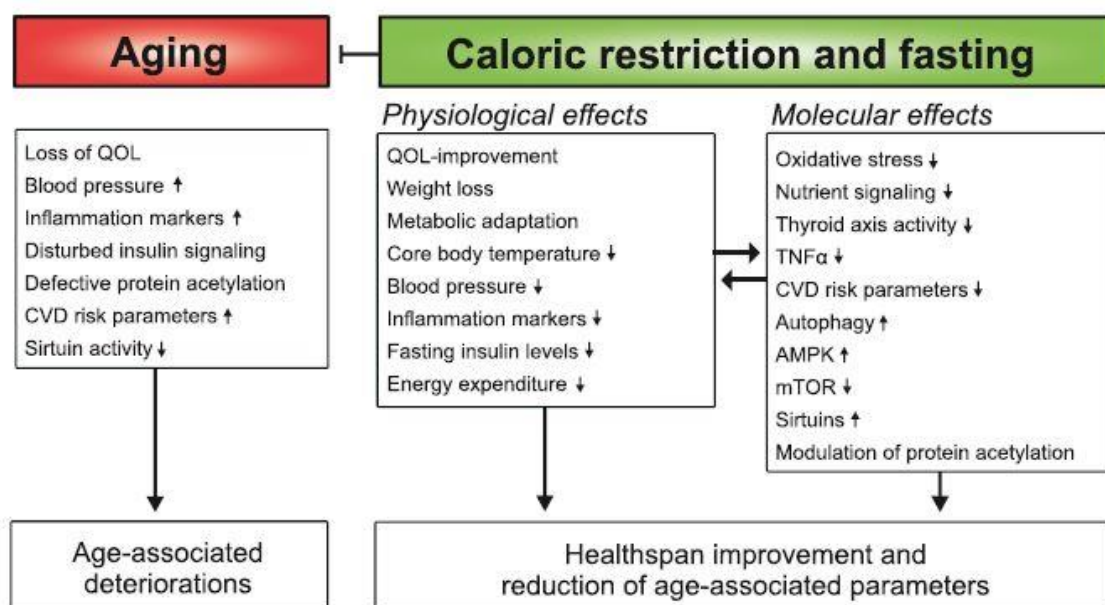 Aging
Caloric restriction and fasting
Loss of QOL
Blood pressure ↑
Inflammation markers ↑
Disturbed insulin signaling
Defective protein acetylation
CVD risk parameters ↑
Sirtuin activity ↓
Age-associated
deteriorations
Physiological effects
QOL-improvement
Weight loss
Metabolic adaptation
Core body temperature ↓
Blood pressure ↓
Inflammation markers ↓
Fasting insulin levels ↓
Energy expenditure ↓
Molecular effects
Oxidative stress ↓
Nutrient signaling ↓
Thyroid axis activity ↓
TNFα ↓
CVD risk parameters ↓
Autophagy ↑
AMPK ↑
mTOR ↓
Sirtuins ↑
Modulation of protein acetylation
Healthspan improvement and
reduction of age-associated parameters